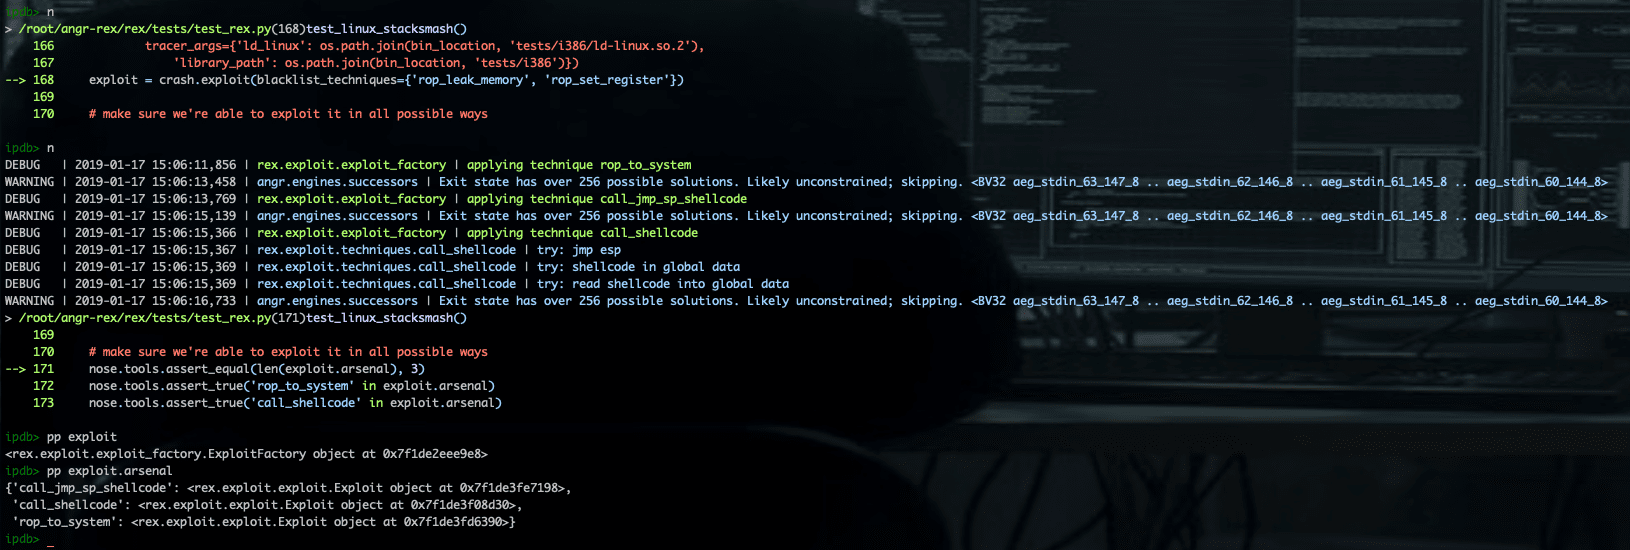 ipdb> n
> /root/angr-rex/rex/tests/test_rex.py(168)test_linux_stacksmash()
    166             tracer_args={'ld_linux': os.path.join(bin_location, 'tests/i386/ld-linux.so.2'),
    167                 'library_path': os.path.join(bin_location, 'tests/i386')})
--> 168     exploit = crash.exploit(blacklist_techniques={'rop_leak_memory', 'rop_set_register'})
    169
    170     # make sure we're able to exploit it in all possible ways
ipdb> n
DEBUG   | 2019-01-17 15:06:11,856 | rex.exploit.exploit_factory | applying technique rop_to_system
WARNING | 2019-01-17 15:06:13,458 | angr.engines.successors | Exit state has over 256 possible solutions. Likely unconstrained; skipping. <BV32 aeg_stdin_63_147_8 .. aeg_stdin_62_146_8 .. aeg_stdin_61_145_8 .. aeg_stdin_60_144_8>
DEBUG   | 2019-01-17 15:06:13,769 | rex.exploit.exploit_factory | applying technique call_jmp_sp_shellcode
WARNING | 2019-01-17 15:06:15,139 | angr.engines.successors | Exit state has over 256 possible solutions. Likely unconstrained; skipping. <BV32 aeg_stdin_63_147_8 .. aeg_stdin_62_146_8 .. aeg_stdin_61_145_8 .. aeg_stdin_60_144_8>
DEBUG   | 2019-01-17 15:06:15,366 | rex.exploit.exploit_factory | applying technique call_shellcode
DEBUG   | 2019-01-17 15:06:15,367 | rex.exploit.techniques.call_shellcode | try: jmp esp
DEBUG   | 2019-01-17 15:06:15,369 | rex.exploit.techniques.call_shellcode | try: shellcode in global data
DEBUG   | 2019-01-17 15:06:15,369 | rex.exploit.techniques.call_shellcode | try: read shellcode into global data
WARNING | 2019-01-17 15:06:16,733 | angr.engines.successors | Exit state has over 256 possible solutions. Likely unconstrained; skipping. <BV32 aeg_stdin_63_147_8 .. aeg_stdin_62_146_8 .. aeg_stdin_61_145_8 .. aeg_stdin_60_144_8>
> /root/angr-rex/rex/tests/test_rex.py(171)test_linux_stacksmash()
    169
    170     # make sure we're able to exploit it in all possible ways
--> 171     nose.tools.assert_equal(len(exploit.arsenal), 3)
    172     nose.tools.assert_true('rop_to_system' in exploit.arsenal)
    173     nose.tools.assert_true('call_shellcode' in exploit.arsenal)
ipdb> pp exploit
<rex.exploit.exploit_factory.ExploitFactory object at 0x7f1de2eee9e8>
ipdb> pp exploit.arsenal
{'call_jmp_sp_shellcode': <rex.exploit.exploit.Exploit object at 0x7f1de3fe7198>,
 'call_shellcode': <rex.exploit.exploit.Exploit object at 0x7f1de3f08d30>,
 'rop_to_system': <rex.exploit.exploit.Exploit object at 0x7f1de3fd6390>}
ipdb> _